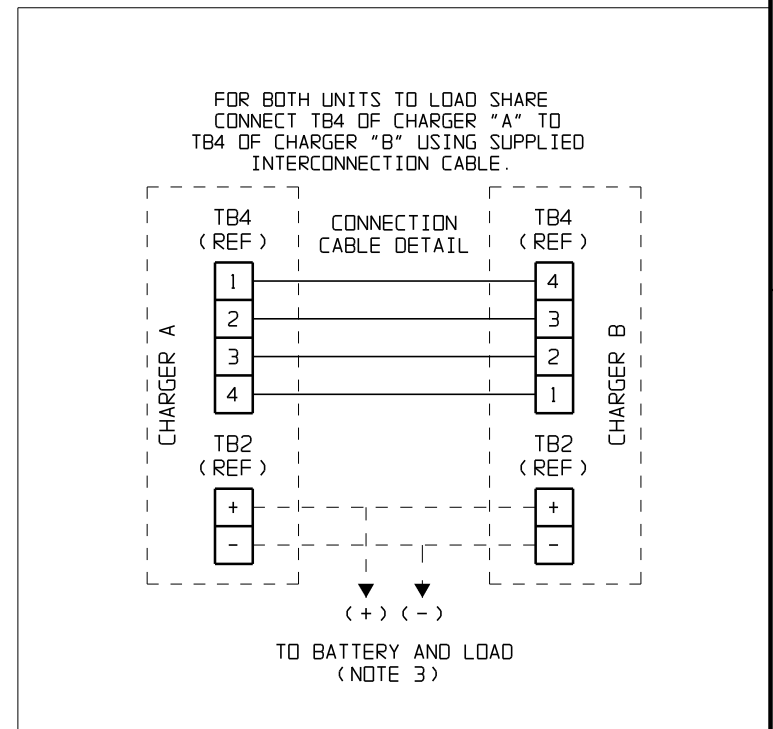 FOR BOTH UNITS TO LOAD SHARE
CONNECT TB4 OF CHARGER "A" TO
TB4 OF CHARGER "B" USING SUPPLIED
INTERCONNECTION CABLE.
TB4
(REF)
CONNECTION
CABLE DETAIL
TB4
(REF)
1
4
2
3
3
2
4
1
CHARGER A
CHARGER B
TB2
(REF)
TB2
(REF)
+
+
-
-
(+) (-)
TO BATTERY AND LOAD
(NOTE 3)